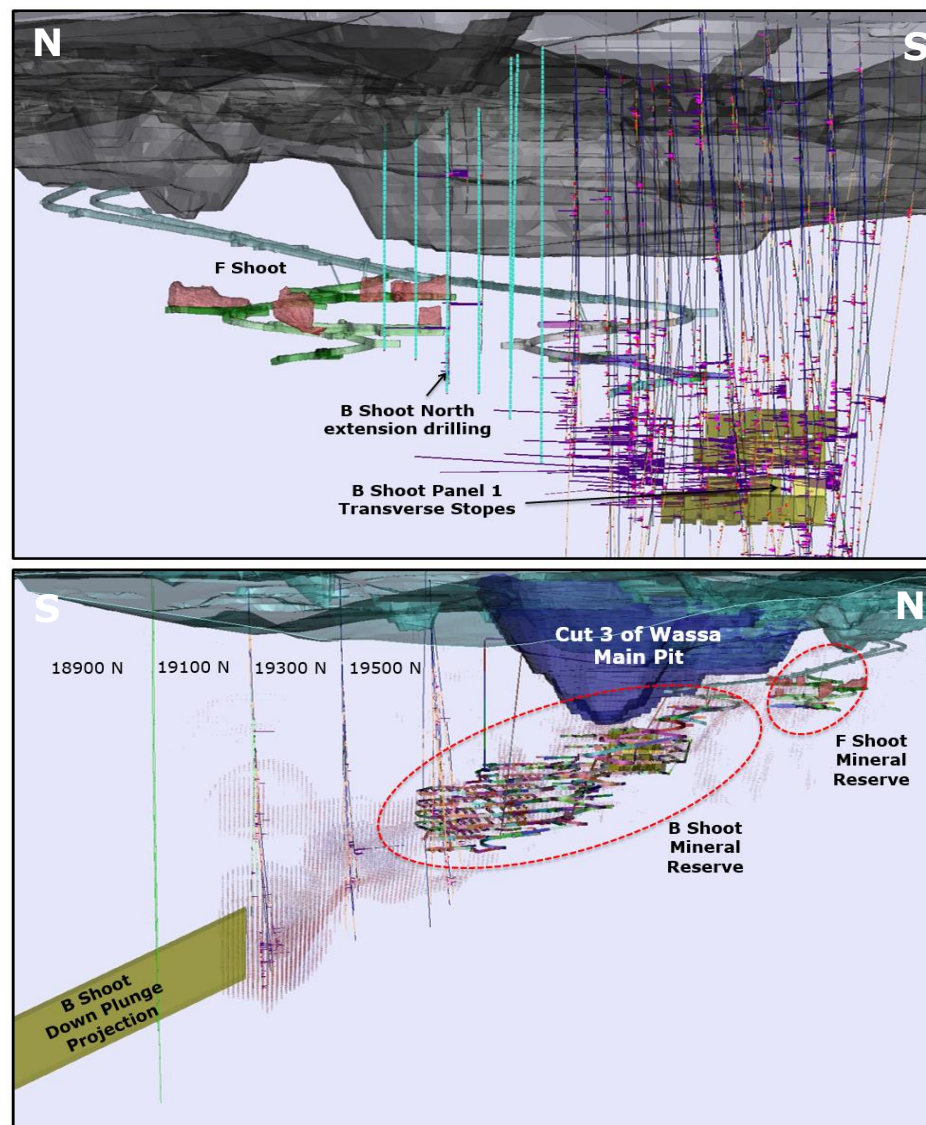 N
S
F Shoot
B Shoot North
extension drilling
B Shoot Panel 1
Transverse Stopes
S
N
Cut 3 of Wassa
Main Pit
18900 N
19100 N
19300 N
19500 N
F Shoot
Mineral
Reserve
B Shoot
Mineral
Reserve
B Shoot
Down Plunge
Projection